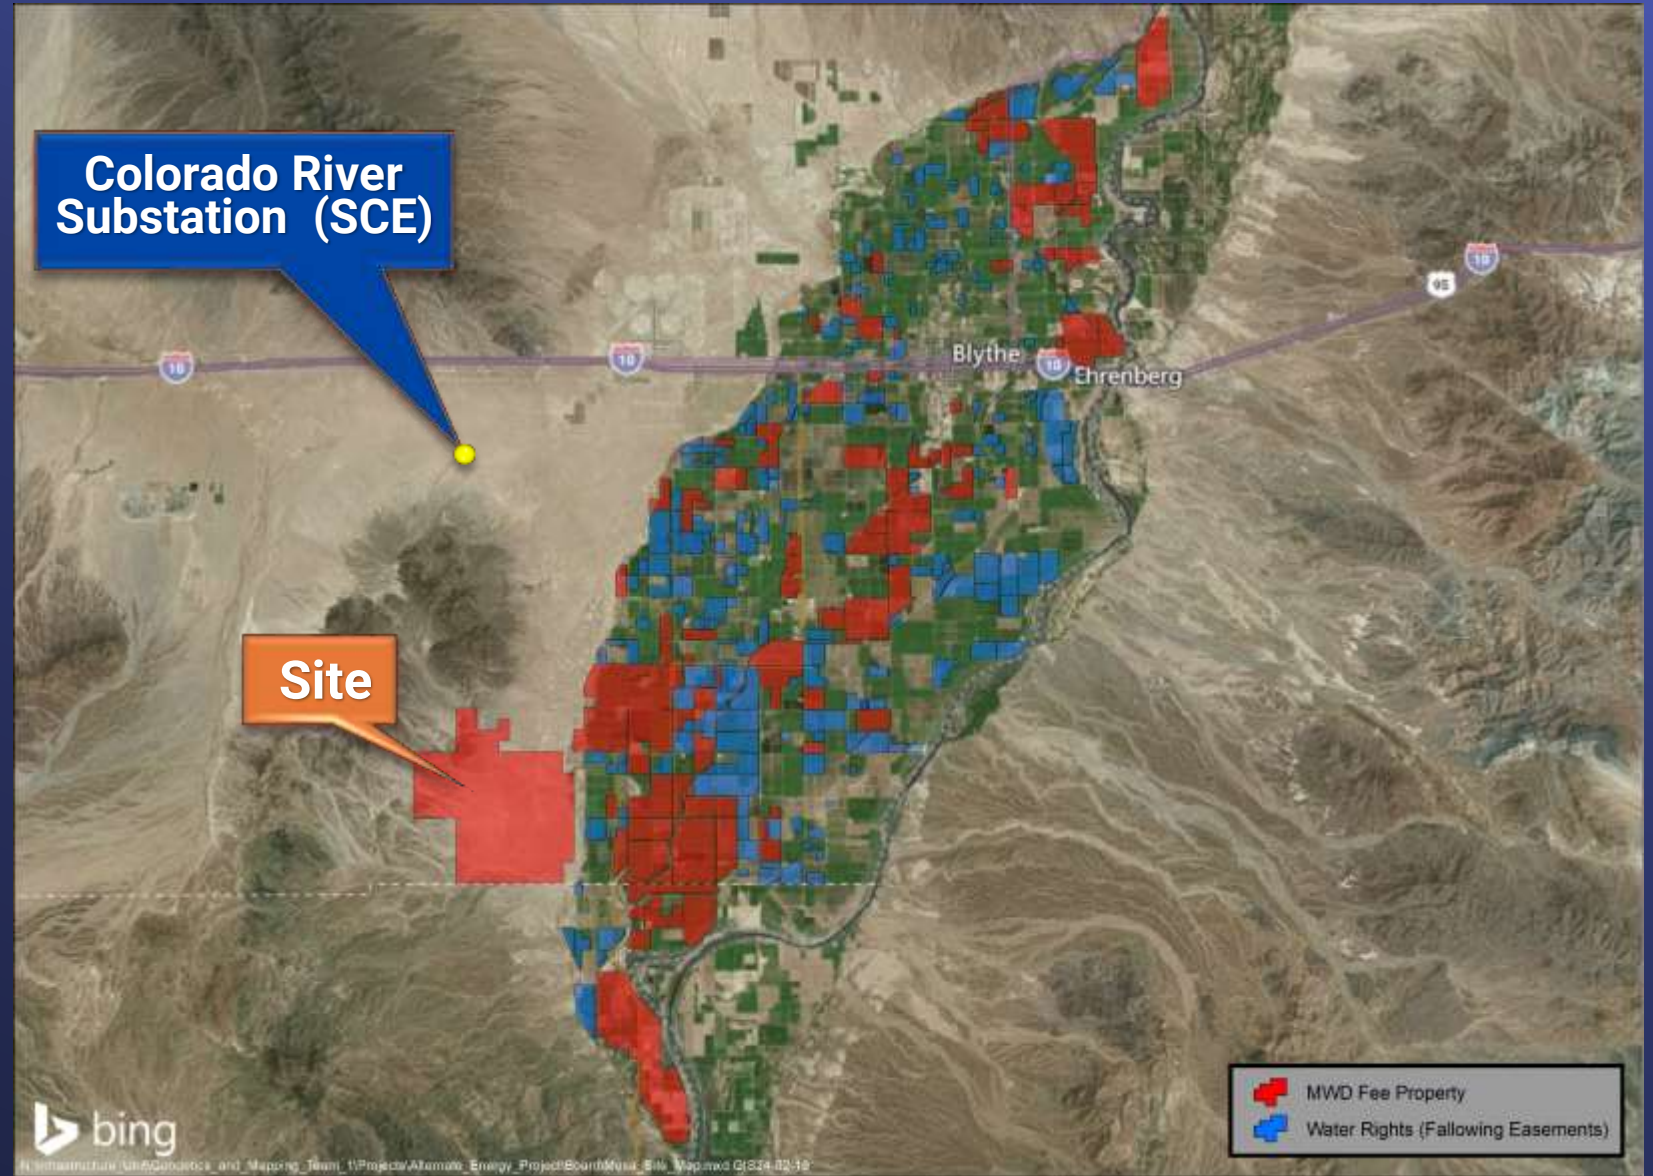 Colorado River
Substation (SCE)
10
95
10
10
Blythe
10
Ehrenberg
Site
MWD Fee Property
Water Rights (Fallowing Easements)
bing